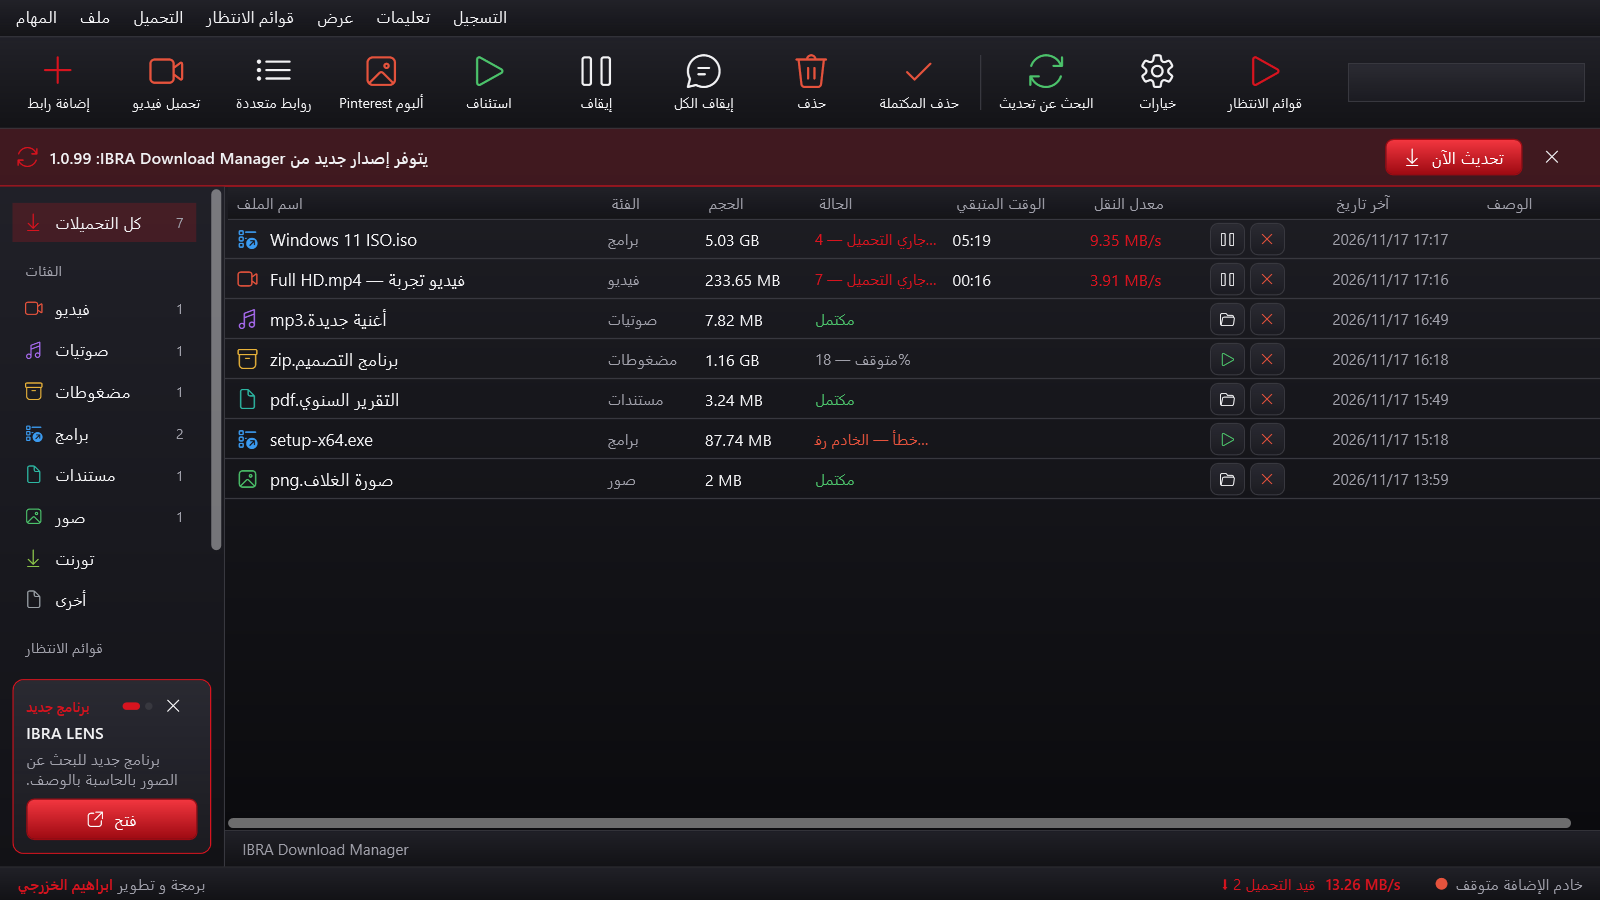 المهام ملف التحميل قوائم الانتظار عرض تعليمات التسجيل
إضافة رابط تحميل فيديو روابط متعددة ألبوم Pinterest استئناف إيقاف إيقاف الكل حذف حذف المكتملة البحث عن تحديث خيارات قوائم الانتظار
يتوفر إصدار جديد من IBRA Download Manager: 1.0.99
تحديث الآن
كل التحميلات 7
الفئات
فيديو 1
صوتيات 1
مضغوطات 1
برامج 2
مستندات 1
صور 1
تورنت
أخرى
قوائم الانتظار
برنامج جديد
IBRA LENS
برنامج جديد للبحث عن
الصور بالحاسبة بالوصف.
فتح
اسم الملف الفئة الحجم الحالة الوقت المتبقي معدل النقل آخر تاريخ الوصف
Windows 11 ISO.iso برامج 5.03 GB جاري التحميل — 4... 05:19 9.35 MB/s 2026/11/17 17:17
فيديو تجربة — Full HD.mp4 فيديو 233.65 MB جاري التحميل — 7... 00:16 3.91 MB/s 2026/11/17 17:16
أغنية جديدة.mp3 صوتيات 7.82 MB مكتمل 2026/11/17 16:49
برنامج التصميم.zip مضغوطات 1.16 GB متوقف — 18% 2026/11/17 16:18
التقرير السنوي.pdf مستندات 3.24 MB مكتمل 2026/11/17 15:49
setup-x64.exe برامج 87.74 MB خطأ — الخادم رف... 2026/11/17 15:18
صورة الغلاف.png صور 2 MB مكتمل 2026/11/17 13:59
IBRA Download Manager
برمجة و تطوير ابراهيم الخزرجي
⬇ 2 قيد التحميل 13.26 MB/s
خادم الإضافة متوقف